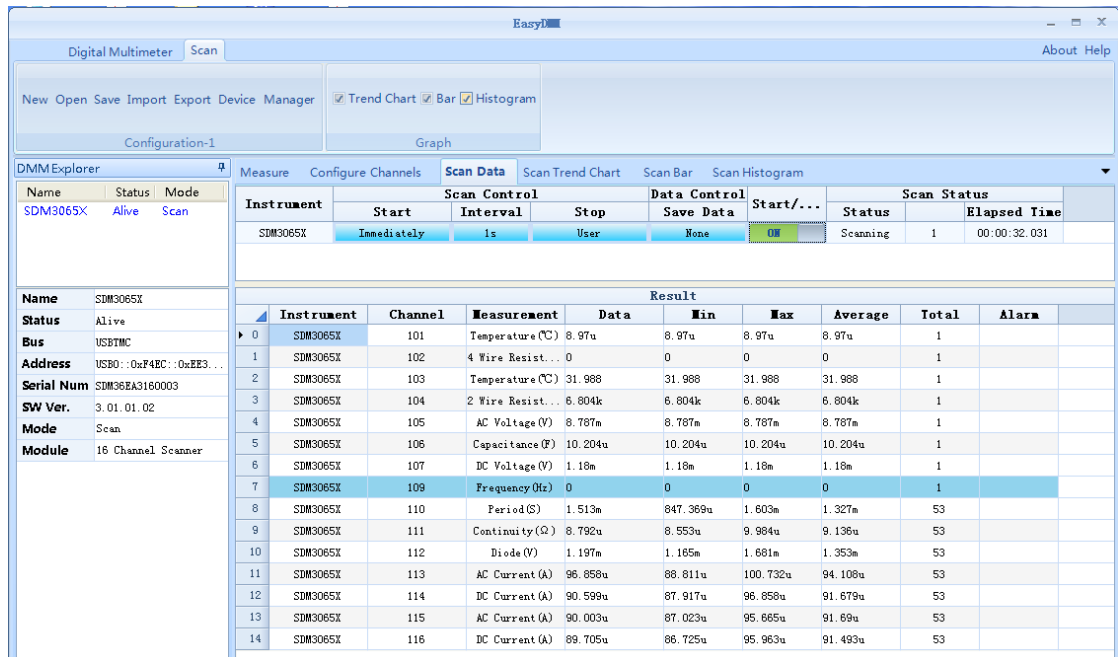 EasyDMM
Digital Multimeter Scan About Help
New Open Save Import Export Device Manager Trend Chart Bar Histogram
Configuration-1 Graph
DMM Explorer
Name Status Mode
SDM3065X Alive Scan
Name SDM3065X
Status Alive
Bus USBTMC
Address USB0::0xF4EC::0xEE3...
Serial Num SDM36EA3160003
SW Ver. 3.01.01.02
Mode Scan
Module 16 Channel Scanner
Measure Configure Channels Scan Data Scan Trend Chart Scan Bar Scan Histogram
Instrument Scan Control Data Control Start/... Scan Status
Start Interval Stop Save Data Status Elapsed Time
SDM3065X Immediately 1s User None ON Scanning 1 00:00:32.031
Result
Instrument Channel Measurement Data Min Max Average Total Alarm
0 SDM3065X 101 Temperature(℃) 8.97u 8.97u 8.97u 8.97u 1
1 SDM3065X 102 4 Wire Resist... 0 0 0 0 1
2 SDM3065X 103 Temperature(℃) 31.988 31.988 31.988 31.988 1
3 SDM3065X 104 2 Wire Resist... 6.804k 6.804k 6.804k 6.804k 1
4 SDM3065X 105 AC Voltage(V) 8.787m 8.787m 8.787m 8.787m 1
5 SDM3065X 106 Capacitance(F) 10.204u 10.204u 10.204u 10.204u 1
6 SDM3065X 107 DC Voltage(V) 1.18m 1.18m 1.18m 1.18m 1
7 SDM3065X 109 Frequency(Hz) 0 0 0 0 1
8 SDM3065X 110 Period(S) 1.513m 847.369u 1.603m 1.327m 53
9 SDM3065X 111 Continuity(Ω) 8.792u 8.553u 9.984u 9.136u 53
10 SDM3065X 112 Diode(V) 1.197m 1.165m 1.681m 1.353m 53
11 SDM3065X 113 AC Current(A) 96.858u 88.811u 100.732u 94.108u 53
12 SDM3065X 114 DC Current(A) 90.599u 87.917u 96.858u 91.679u 53
13 SDM3065X 115 AC Current(A) 90.003u 87.023u 95.665u 91.69u 53
14 SDM3065X 116 DC Current(A) 89.705u 86.725u 95.963u 91.493u 53